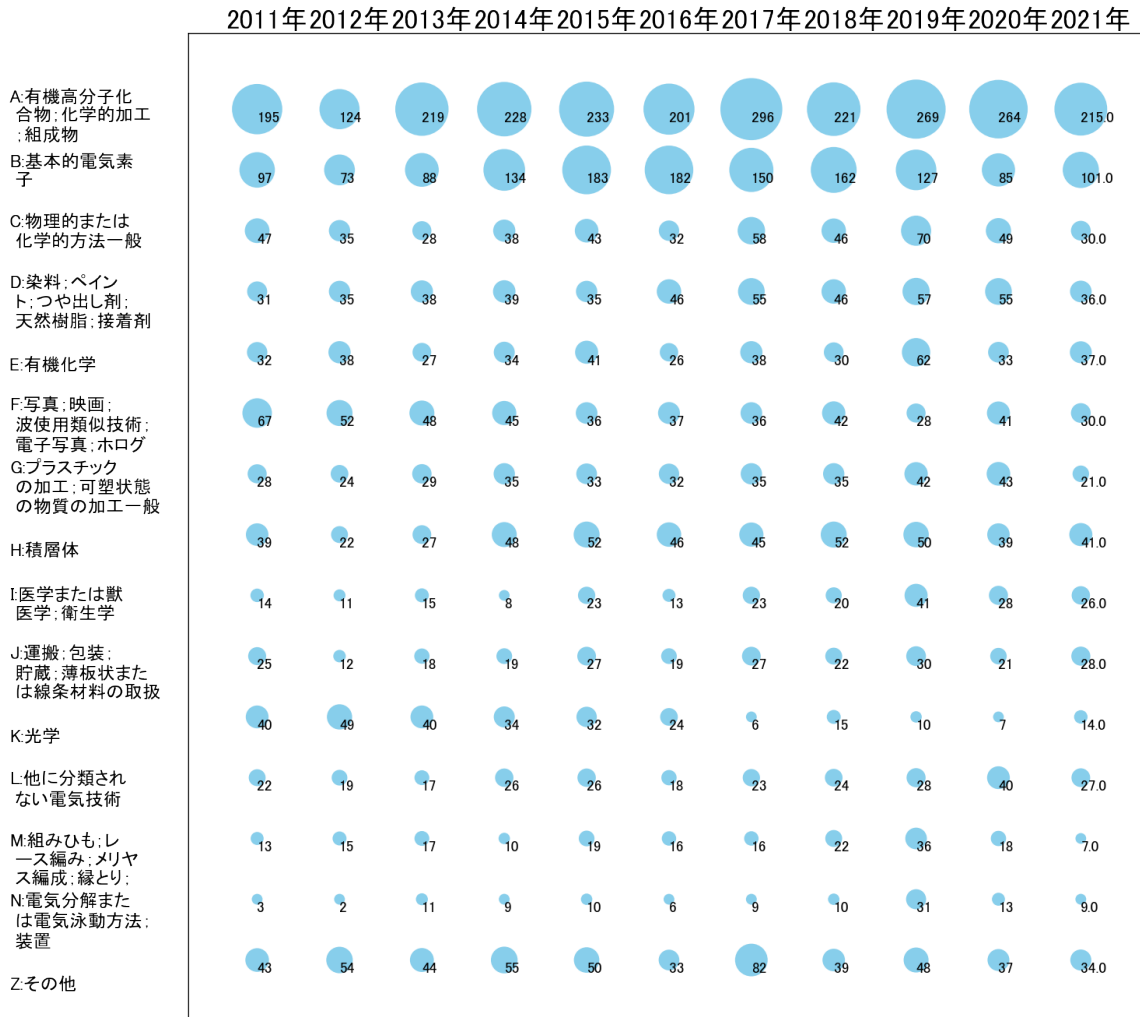 2011年 2012年 2013年 2014年 2015年 2016年 2017年 2018年 2019年 2020年 2021年
A:有機高分子化
合物;化学的加工
;組成物
195 124 219 228 233 201 296 221 269 264 215.0
B:基本的電気素
子
97 73 88 134 183 182 150 162 127 85 101.0
C:物理的または
化学的方法一般
47 35 28 38 43 32 58 46 70 49 30.0
D:染料;ペイン
ト;つや出し剤;
天然樹脂;接着剤
31 35 38 39 35 46 55 46 57 55 36.0
E:有機化学
32 38 27 34 41 26 38 30 62 33 37.0
F:写真;映画;
波使用類似技術;
電子写真;ホログ
67 52 48 45 36 37 36 42 28 41 30.0
G:プラスチック
の加工;可塑状態
の物質の加工一般
28 24 29 35 33 32 35 35 42 43 21.0
H:積層体
39 22 27 48 52 46 45 52 50 39 41.0
I:医学または獣
医学;衛生学
14 11 15 8 23 13 23 20 41 28 26.0
J:運搬;包装;
貯蔵;薄板状また
は線条材料の取扱
25 12 18 19 27 19 27 22 30 21 28.0
K:光学
40 49 40 34 32 24 6 15 10 7 14.0
L:他に分類され
ない電気技術
22 19 17 26 26 18 23 24 28 40 27.0
M:組みひも;レ
ース編み;メリヤ
ス編成;縁とり;
13 15 17 10 19 16 16 22 36 18 7.0
N:電気分解また
は電気泳動方法;
装置
3 2 11 9 10 6 9 10 31 13 9.0
Z:その他
43 54 44 55 50 33 82 39 48 37 34.0